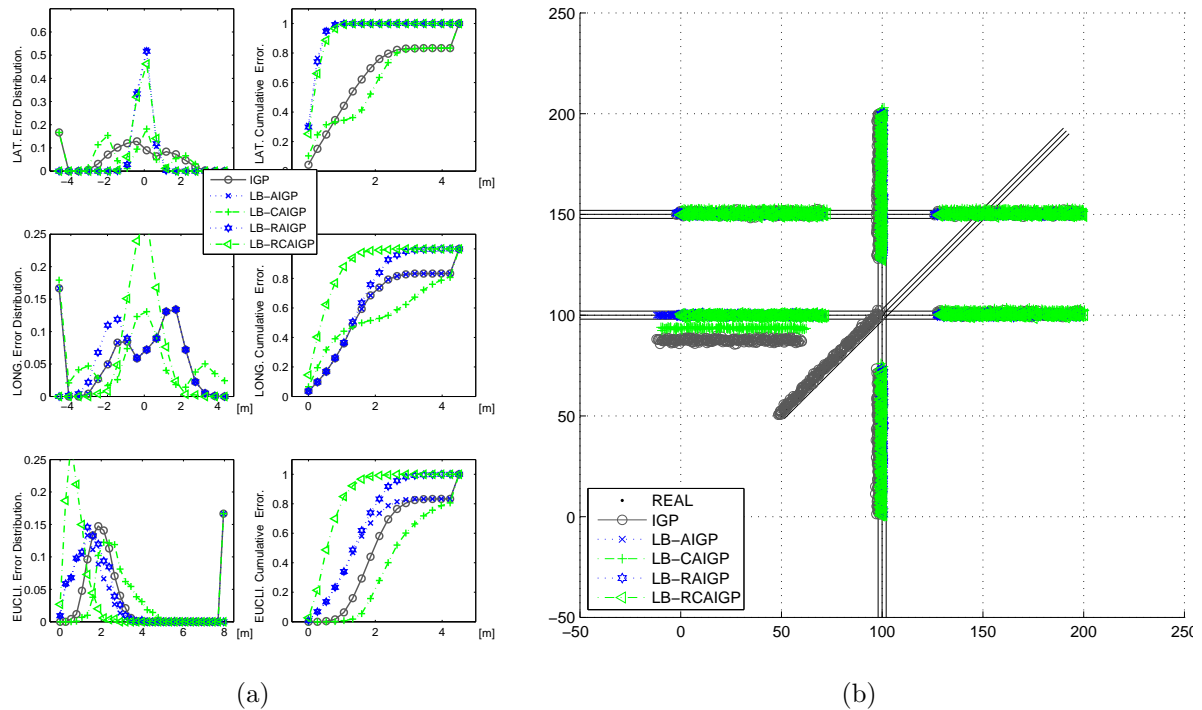 LAT. Error Distribution.
0.6
0.5
0.4
0.3
0.2
0.1
0
−4 −2 0 2 [m]
LAT. Cumulative Error.
1
0.8
0.6
0.4
0.2
0
0 2 4 [m]
IGP
LB−AIGP
LB−CAIGP
LB−RAIGP
LB−RCAIGP
LONG. Error Distribution.
0.25
0.2
0.15
0.1
0.05
0
−4 −2 0 2 4 [m]
LONG. Cumulative Error.
1
0.8
0.6
0.4
0.2
0
0 2 4 [m]
EUCLI. Error Distribution.
0.25
0.2
0.15
0.1
0.05
0
0 2 4 6 8 [m]
EUCLI. Cumulative Error.
1
0.8
0.6
0.4
0.2
0
0 2 4 [m]
(a)
250
200
150
100
50
0
−50
−50 0 50 100 150 200 250
REAL
IGP
LB−AIGP
LB−CAIGP
LB−RAIGP
LB−RCAIGP
(b)